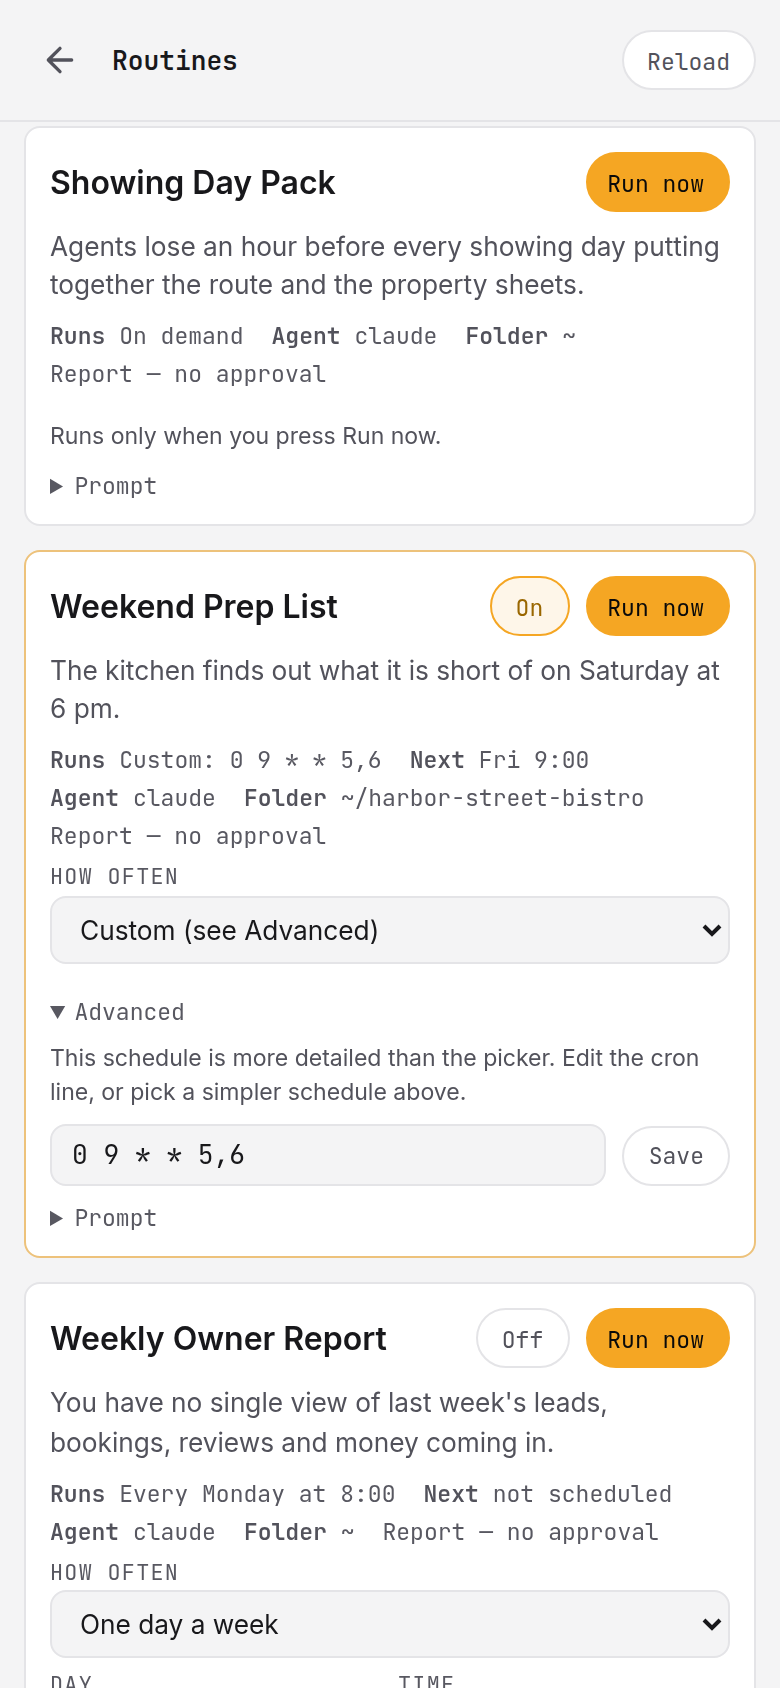 Routines
Reload
Showing Day Pack
Run now
Agents lose an hour before every showing day putting
together the route and the property sheets.
Runs On demand Agent claude Folder ~
Report — no approval
Runs only when you press Run now.
▶ Prompt
Weekend Prep List
On
Run now
The kitchen finds out what it is short of on Saturday at
6 pm.
Runs Custom: 0 9 * * 5,6 Next Fri 9:00
Agent claude Folder ~/harbor-street-bistro
Report — no approval
HOW OFTEN
Custom (see Advanced)
▼ Advanced
This schedule is more detailed than the picker. Edit the cron
line, or pick a simpler schedule above.
0 9 * * 5,6
Save
▶ Prompt
Weekly Owner Report
Off
Run now
You have no single view of last week's leads,
bookings, reviews and money coming in.
Runs Every Monday at 8:00 Next not scheduled
Agent claude Folder ~ Report — no approval
HOW OFTEN
One day a week
DAY
TIME